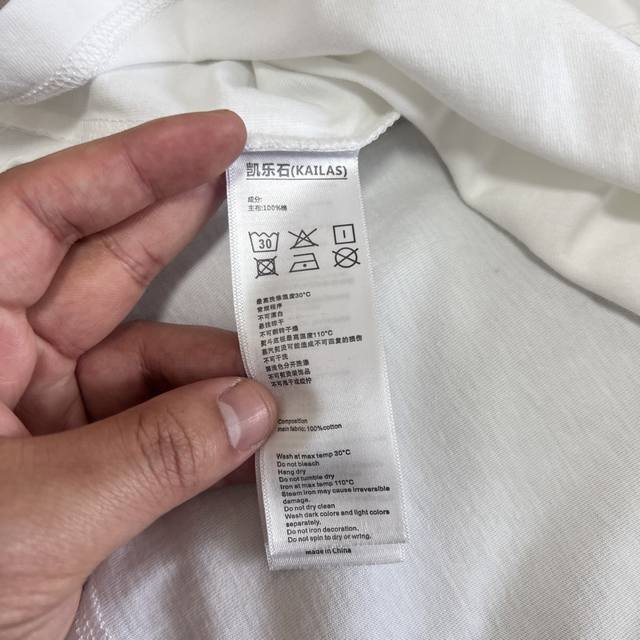 凯乐石(KAILAS)
成分:
主布:100%棉
30
最高洗涤温度30°C
常规程序
不可漂白
悬挂晾干
不可翻转干燥
熨斗底板最高温度110°C
蒸汽熨烫可能造成不可回复的损伤
不可干洗
深浅色分开洗涤
不可熨烫装饰品
不可甩干或绞拧
Composition
main fabric: 100%cotton
Wash at max temp 30°C
Do not bleach
Hang dry
Do not tumble dry
Iron at max temp 110°C
Steam iron may cause irreversible
damage.
Do not dry clean
Wash dark colors and light colors
separately.
Do not iron decoration.
Do not spin to dry or wring.
made in China